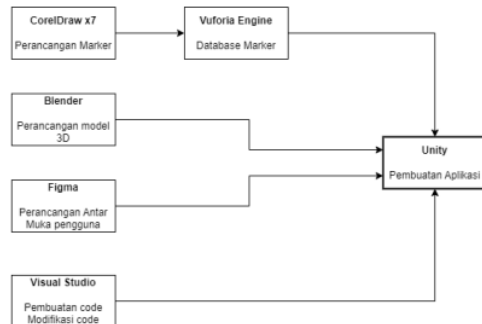 CorelDraw x7
Perancangan Marker
Vuforia Engine
Database Marker
Blender
Perancangan model
3D
Unity
Pembuatan Aplikasi
Figma
Perancangan Antar
Muka pengguna
Visual Studio
Pembuatan code
Modifikasi code